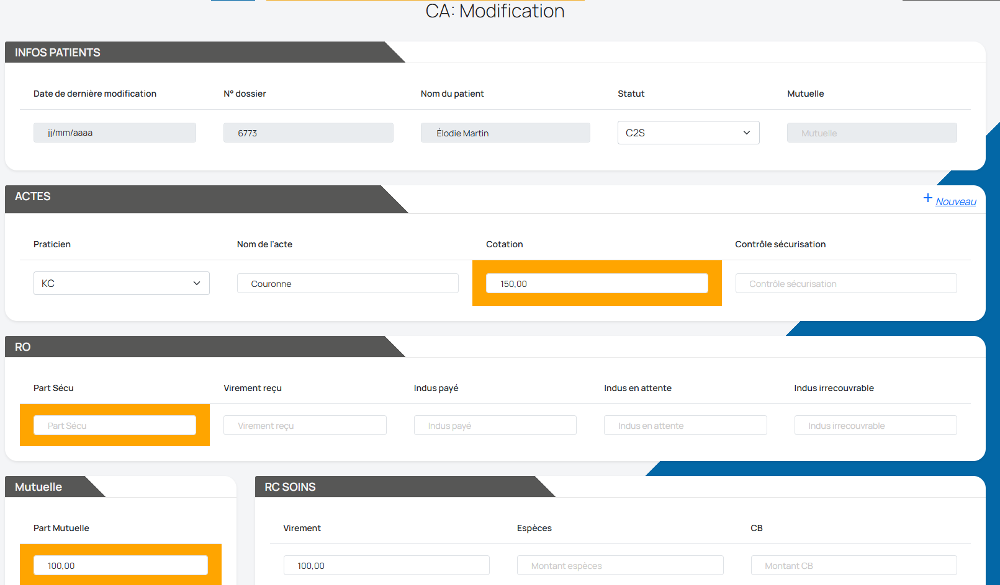 CA: Modification
INFOS PATIENTS
Date de dernière modification
N° dossier
Nom du patient
Statut
Mutuelle
jj/mm/aaaa
6773
Élodie Martin
C2S
Mutuelle
ACTES
+ Nouveau
Praticien
Nom de l'acte
Cotation
Contrôle sécurisation
KC
Couronne
150,00
Contrôle sécurisation
RO
Part Sécu
Virement reçu
Indus payé
Indus en attente
Indus irrecouvrable
Part Sécu
Virement reçu
Indus payé
Indus en attente
Indus irrecouvrable
Mutuelle
Part Mutuelle
100,00
RC SOINS
Virement
Espèces
CB
100,00
Montant espèces
Montant CB